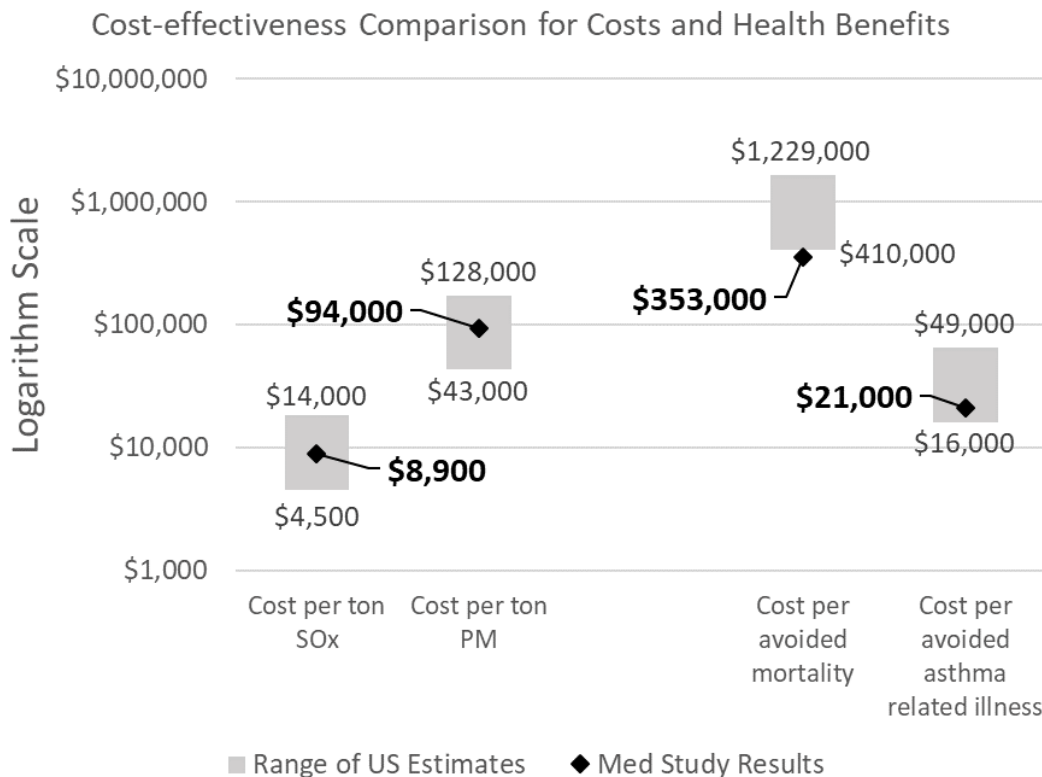 Cost-effectiveness Comparison for Costs and Health Benefits
Logarithm Scale
$10,000,000
$1,000,000
$100,000
$10,000
$1,000
$14,000
$8,900
$4,500
$128,000
$94,000
$43,000
$1,229,000
$410,000
$353,000
$49,000
$21,000
$16,000
Cost per ton
SOx
Cost per ton
PM
Cost per
avoided
mortality
Cost per
avoided
asthma
related illness
Range of US Estimates
Med Study Results